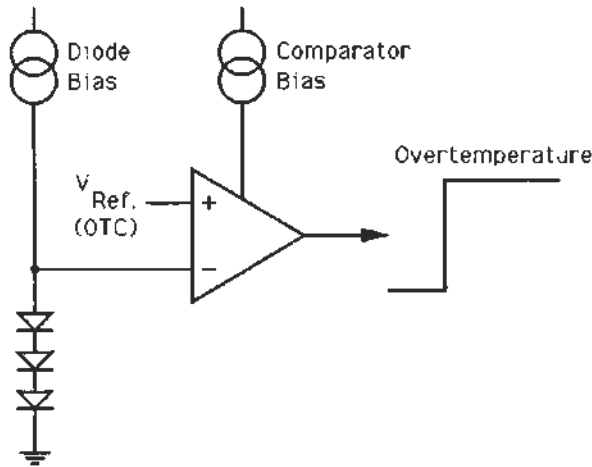 Diode
Bias
Comparator
Bias
Overtemperature
V
Ref.
(OTC)
+
−